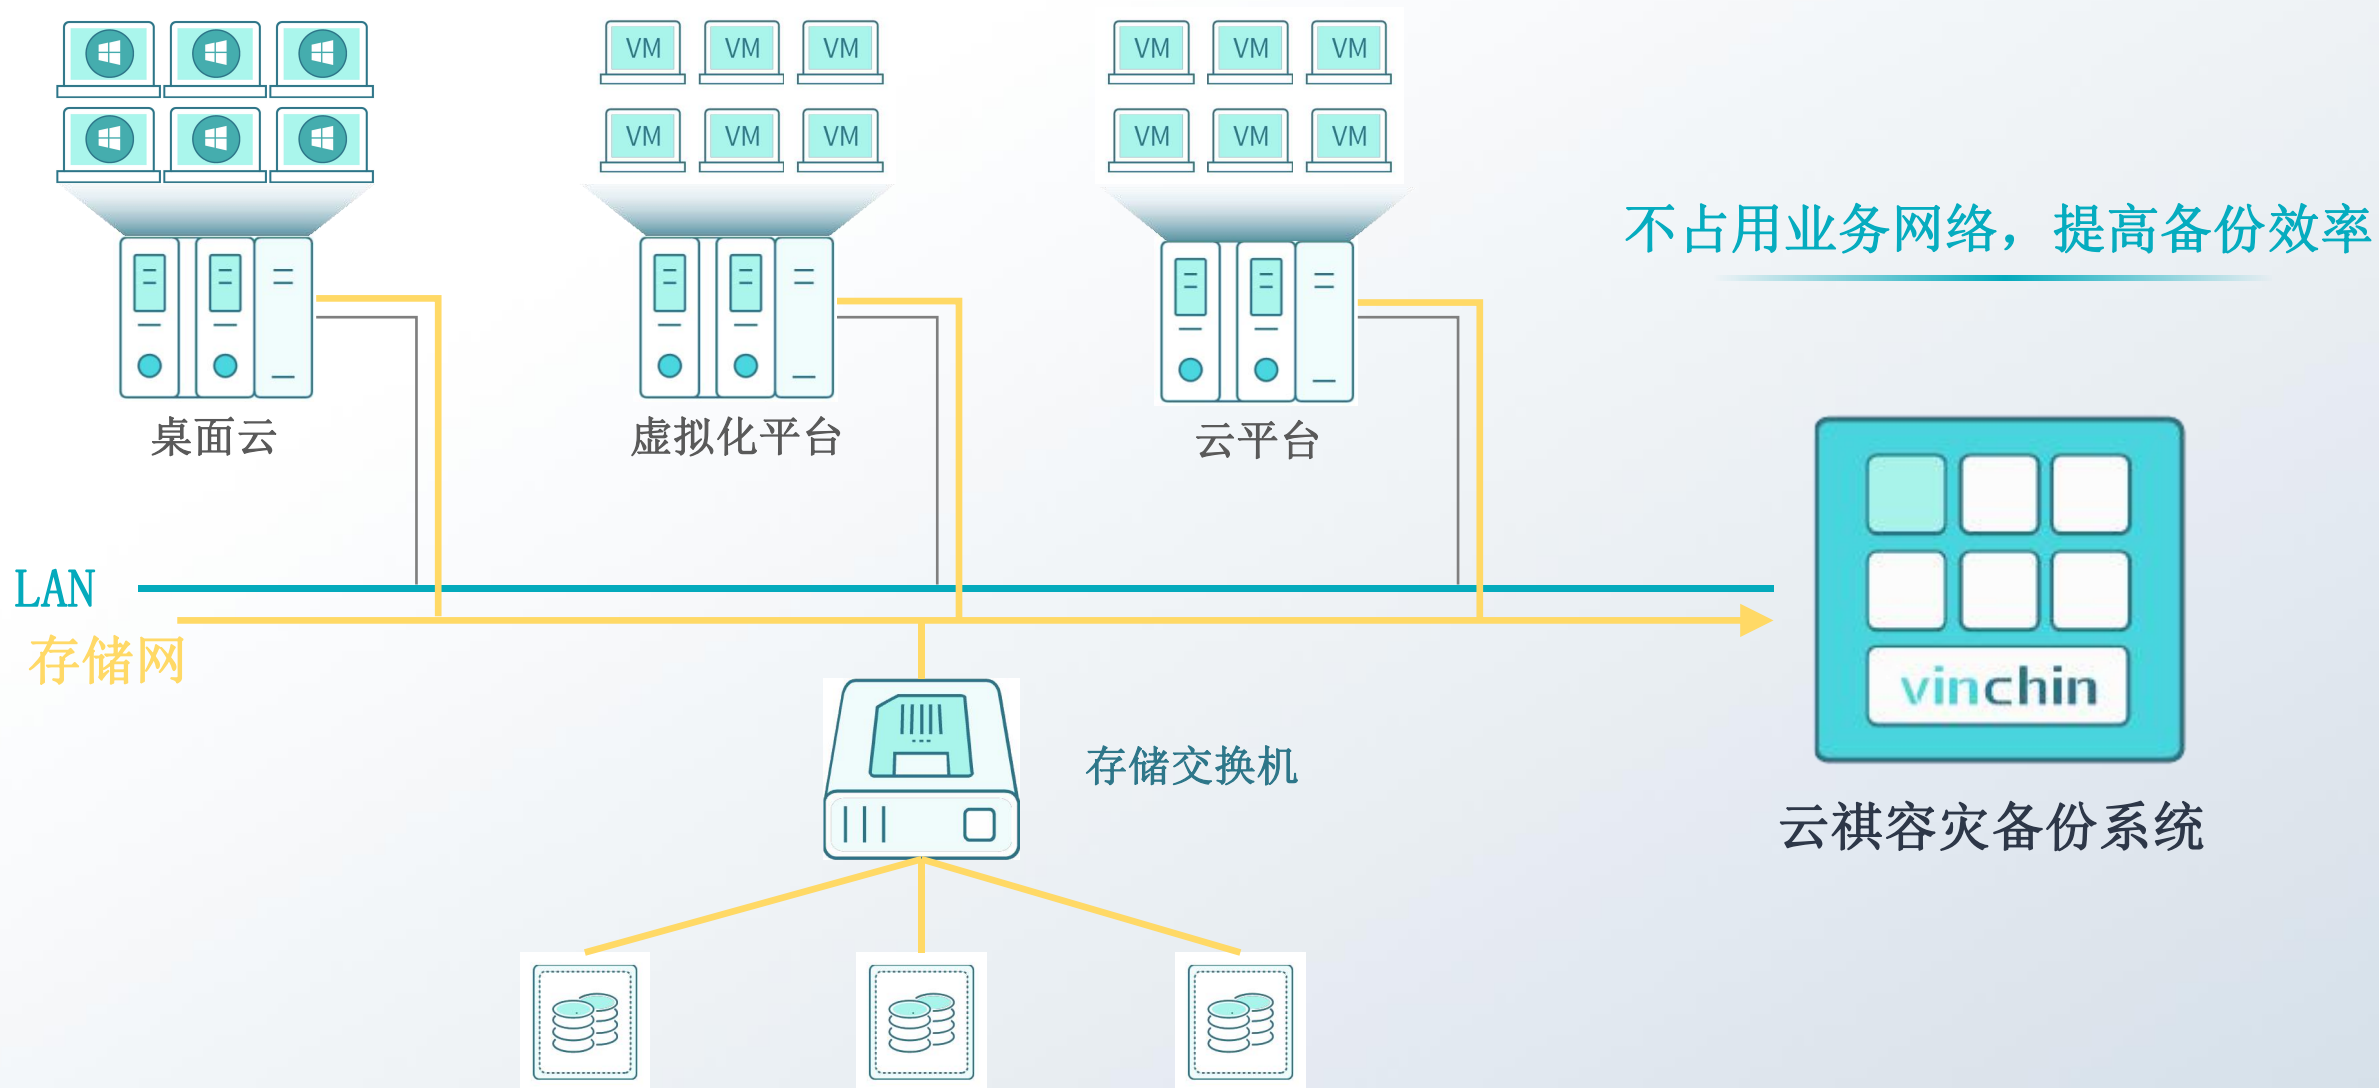 VM VM VM
VM VM VM
VM VM VM
VM VM VM
不占用业务网络，提高备份效率
桌面云
虚拟化平台
云平台
LAN
存储网
vinchin
存储交换机
云祺容灾备份系统